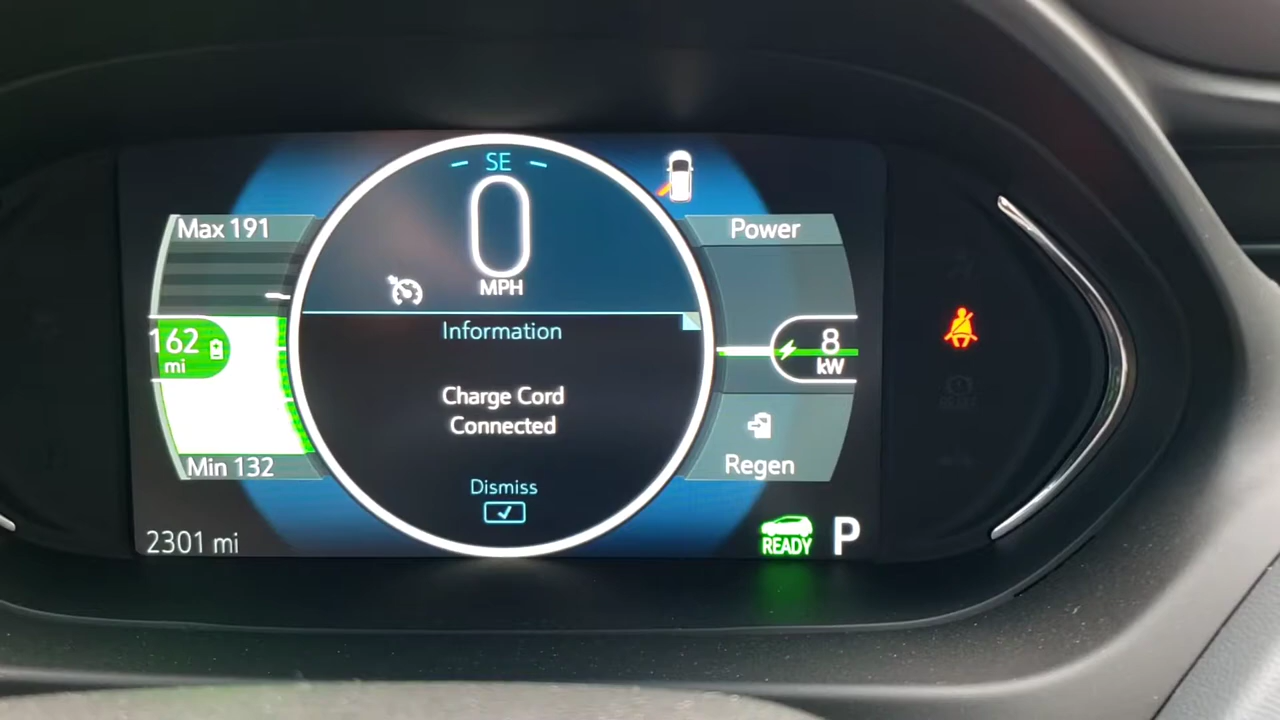 SE
0
MPH
Max 191
162
mi
Min 132
Information
Charge Cord
Connected
Dismiss
Power
8
kW
Regen
2301 mi
READY
P